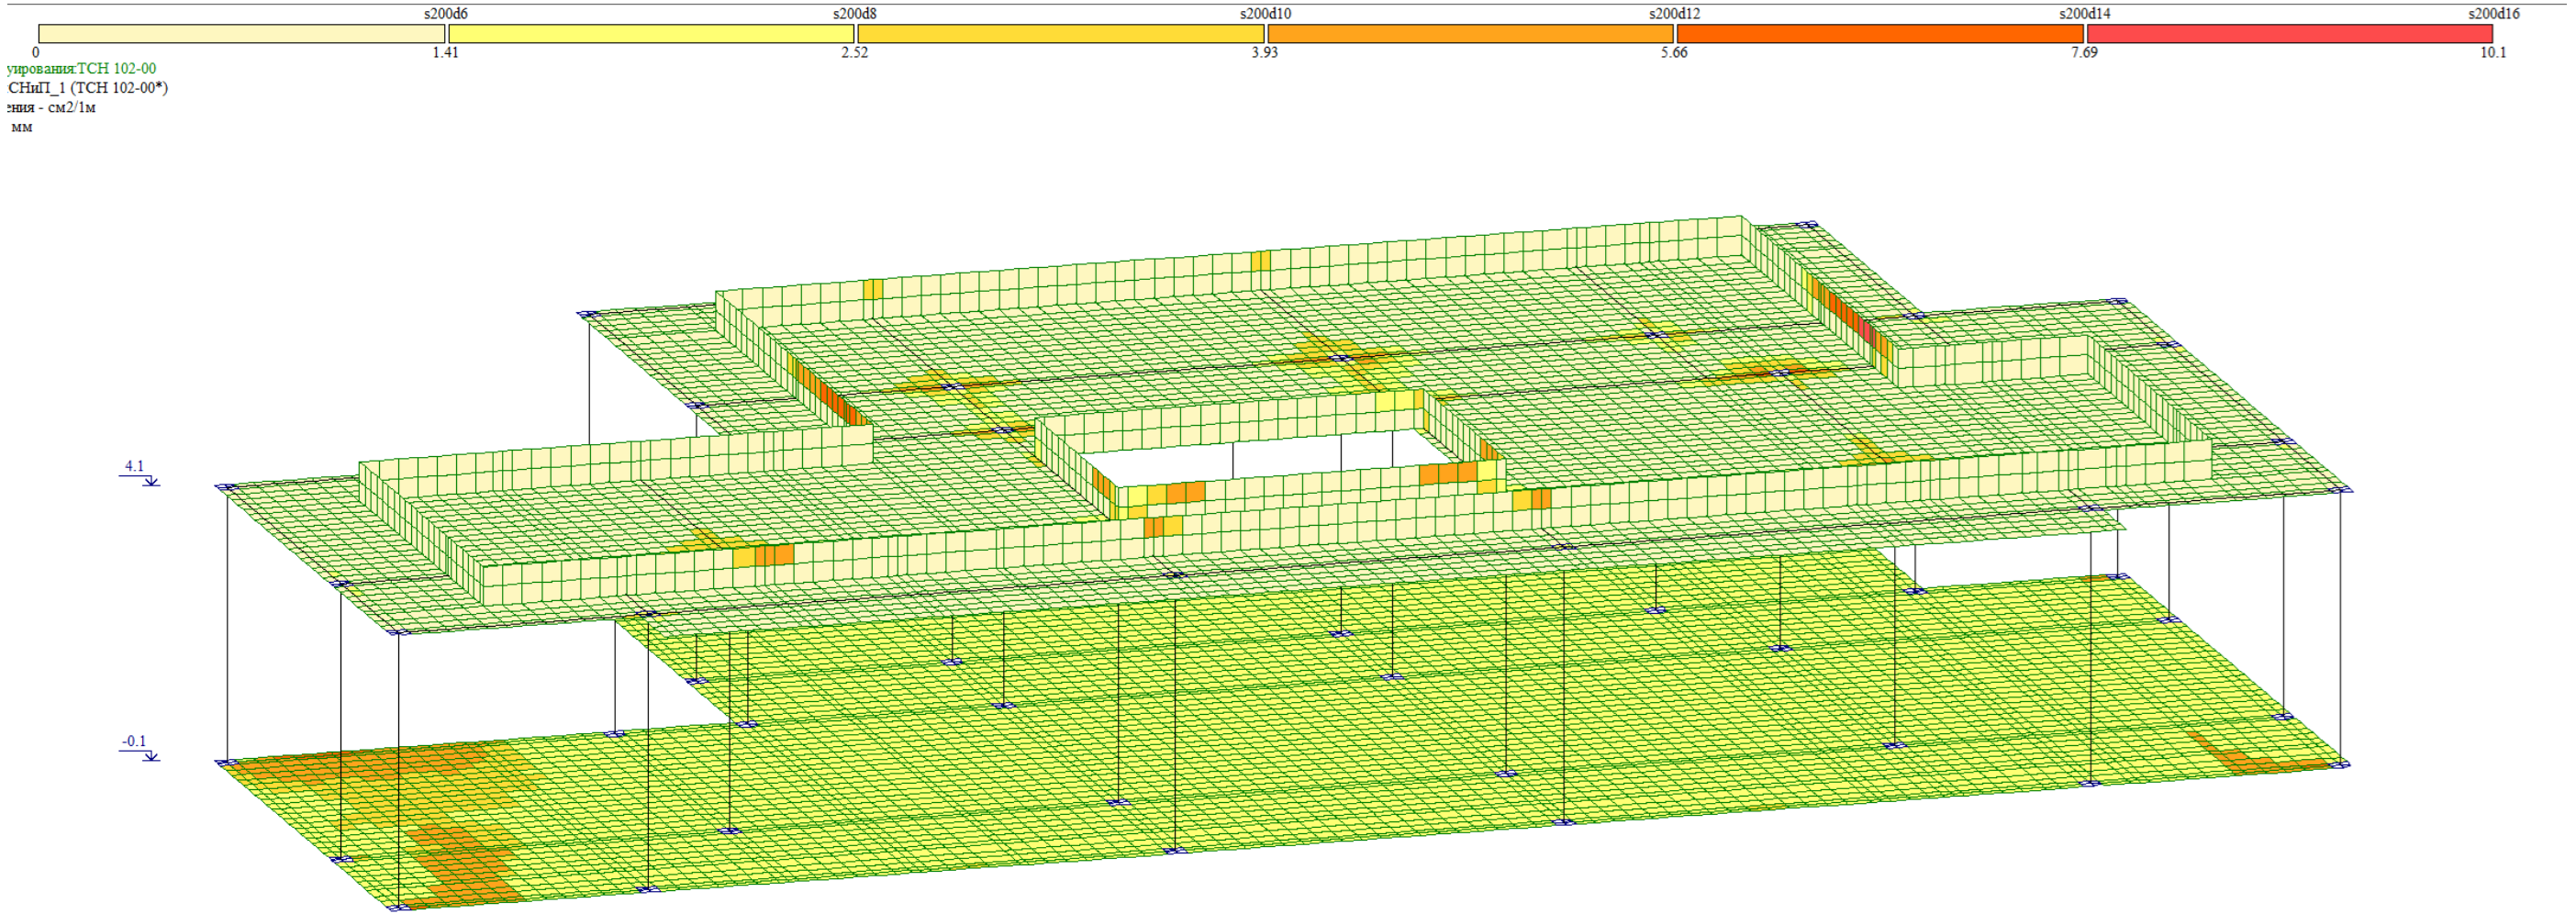 s200d6 s200d8 s200d10 s200d12 s200d14 s200d16
0 1.41 2.52 3.93 5.66 7.69 10.1
уирования:ТСН 102-00
СНиП_1 (ТСН 102-00*)
ения - см2/1м
мм
4.1
-0.1